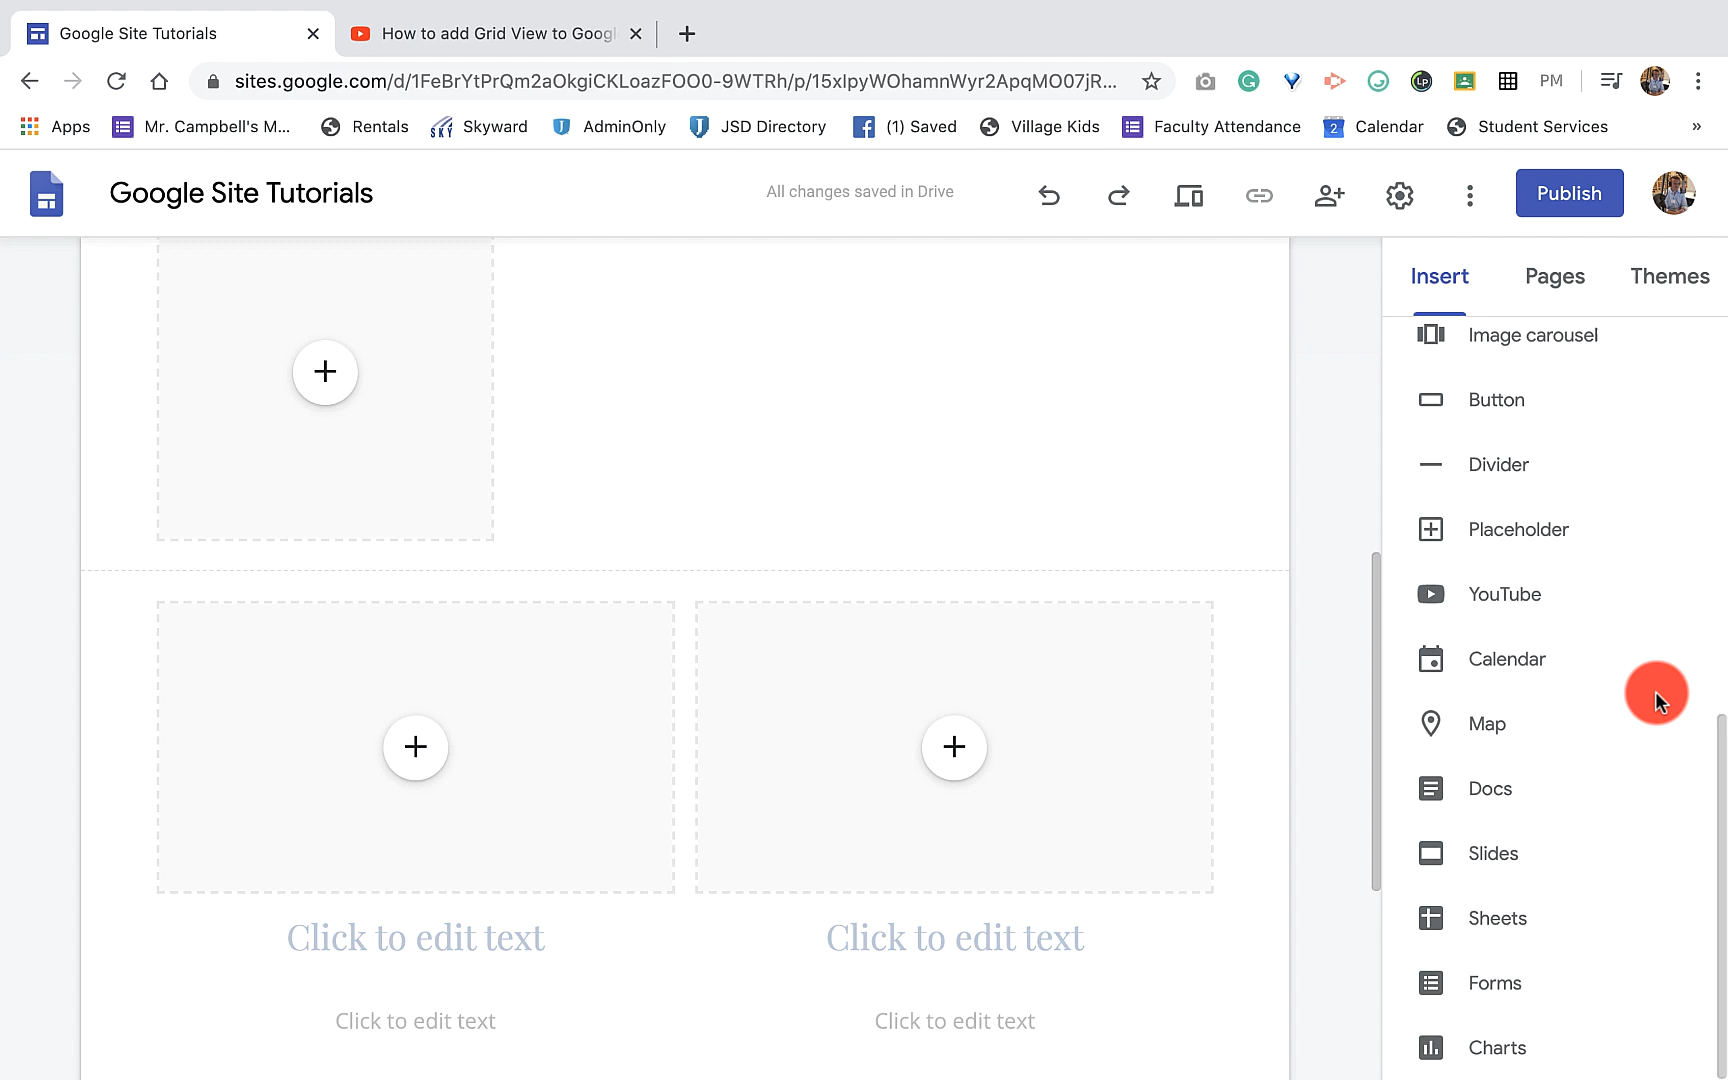 Google Site Tutorials
How to add Grid View to Googl
sites.google.com/d/1FeBrYtPrQm2aOkgiCKLoazFOO0-9WTRh/p/15xIpyWOhamnWyr2ApqMO07jR...
PM
Apps
Mr. Campbell's M...
Rentals
Skyward
AdminOnly
JSD Directory
(1) Saved
Village Kids
Faculty Attendance
Calendar
Student Services
»
Google Site Tutorials
All changes saved in Drive
Publish
Insert
Pages
Themes
Image carousel
Button
Divider
Placeholder
YouTube
Calendar
Map
Docs
Slides
Sheets
Forms
Charts
Click to edit text
Click to edit text
Click to edit text
Click to edit text